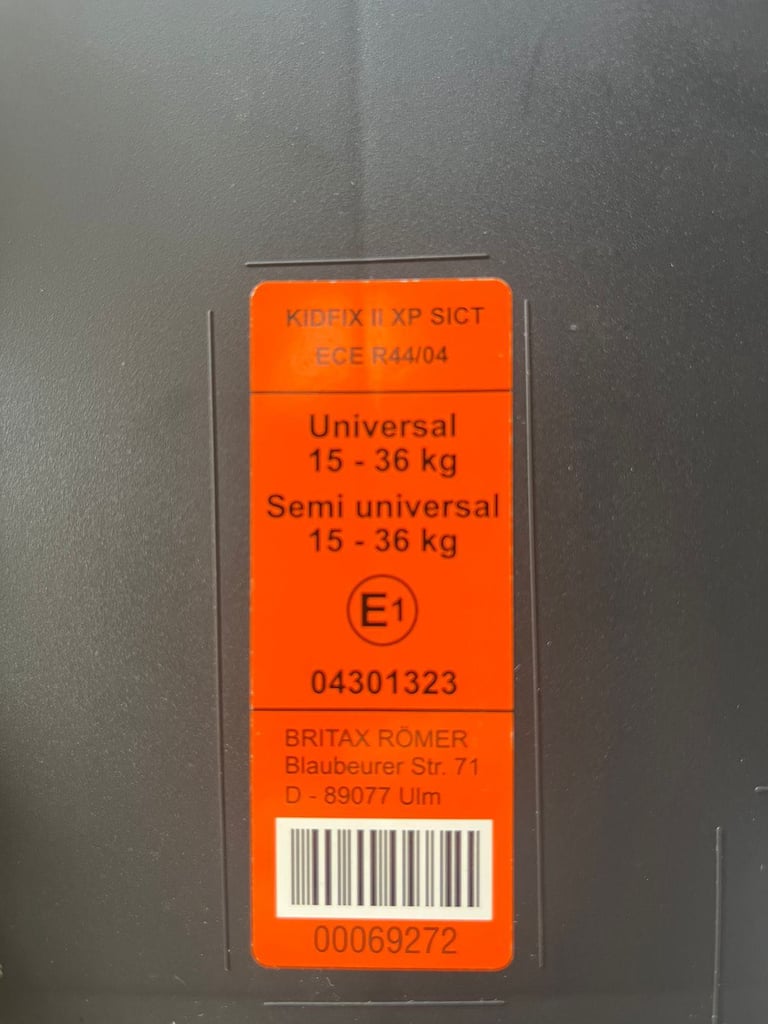 KIDFIX II XP SICT
ECE R44/04
Universal
15 - 36 kg
Semi universal
15 - 36 kg
E1
04301323
BRITAX RÖMER
Blaubeurer Str. 71
D - 89077 Ulm
00069272